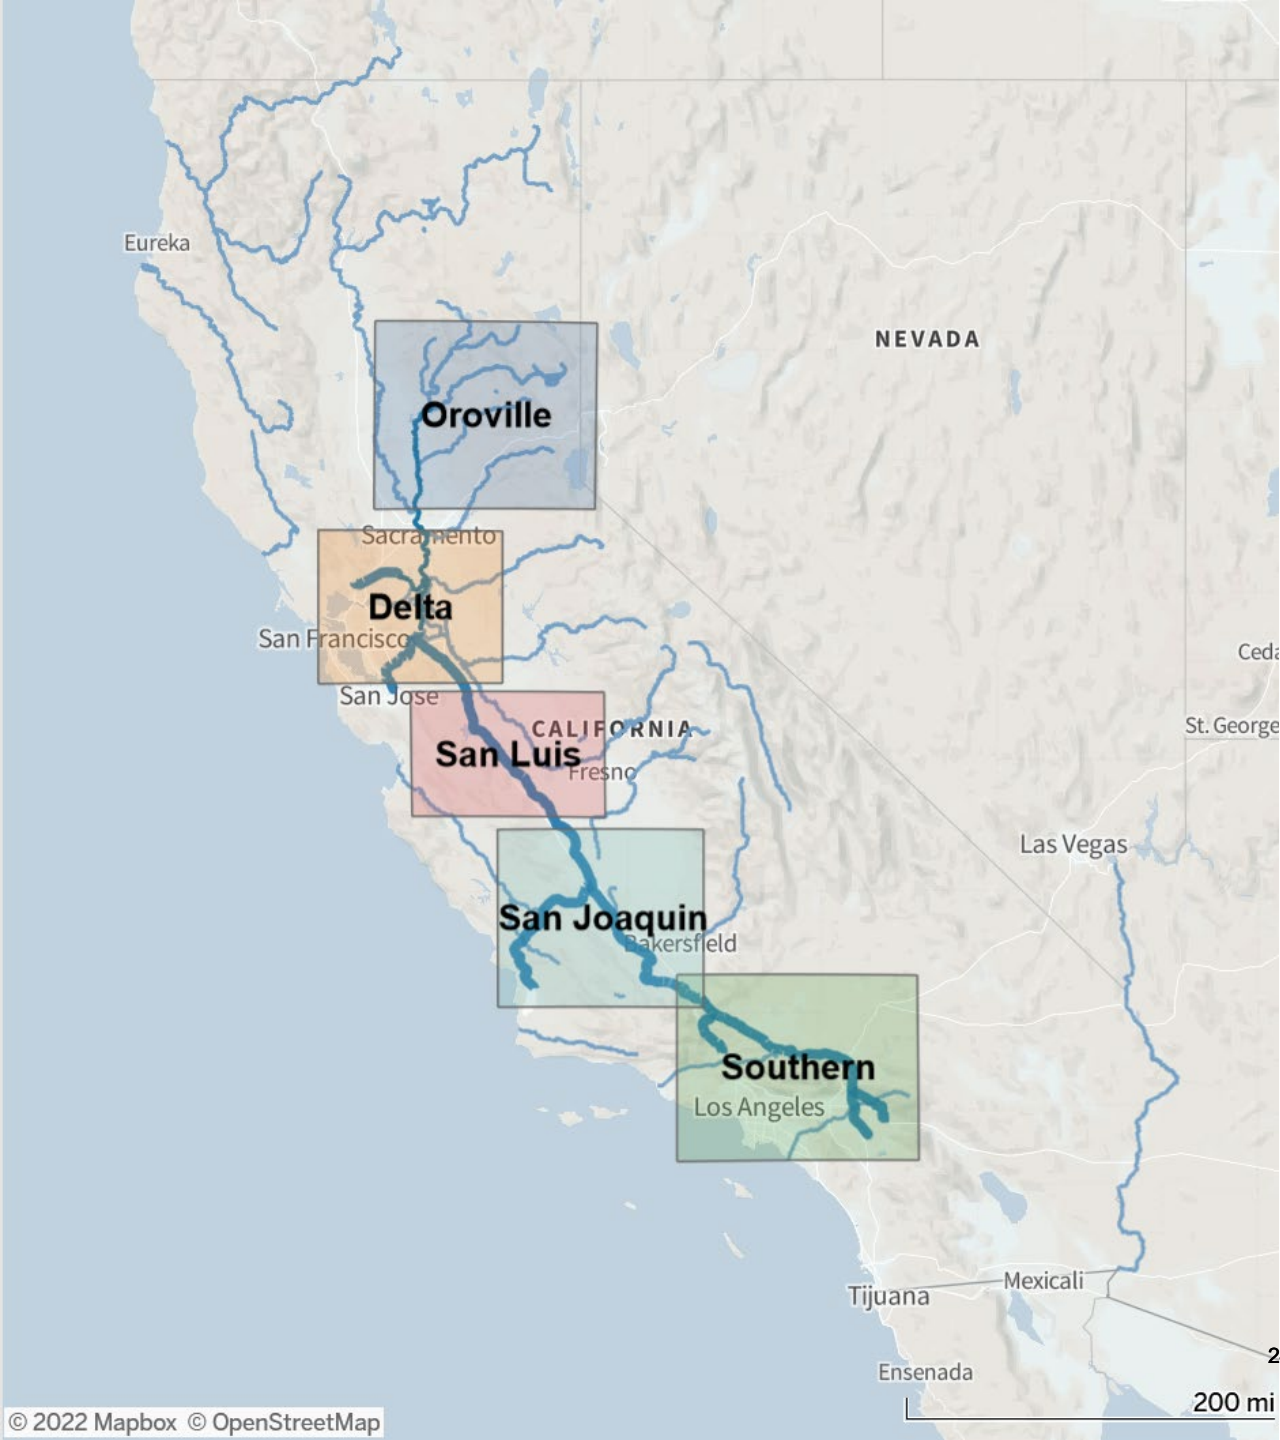 Eureka
NEVADA
Oroville
Sacramento
Delta
San Francisco
San Jose
CALIFORNIA
San Luis
Fresno
Ceda
St. George
Las Vegas
San Joaquin
Bakersfield
Southern
Los Angeles
Mexicali
Tijuana
Ensenada
2
200 mi
© 2022 Mapbox © OpenStreetMap